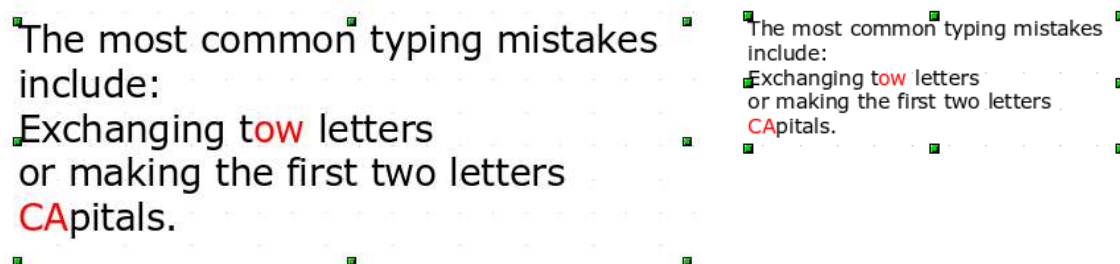 The most common typing mistakes
include:
Exchanging tow letters
or making the first two letters
CApitals.
The most common typing mistakes
include:
Exchanging tow letters
or making the first two letters
CApitals.